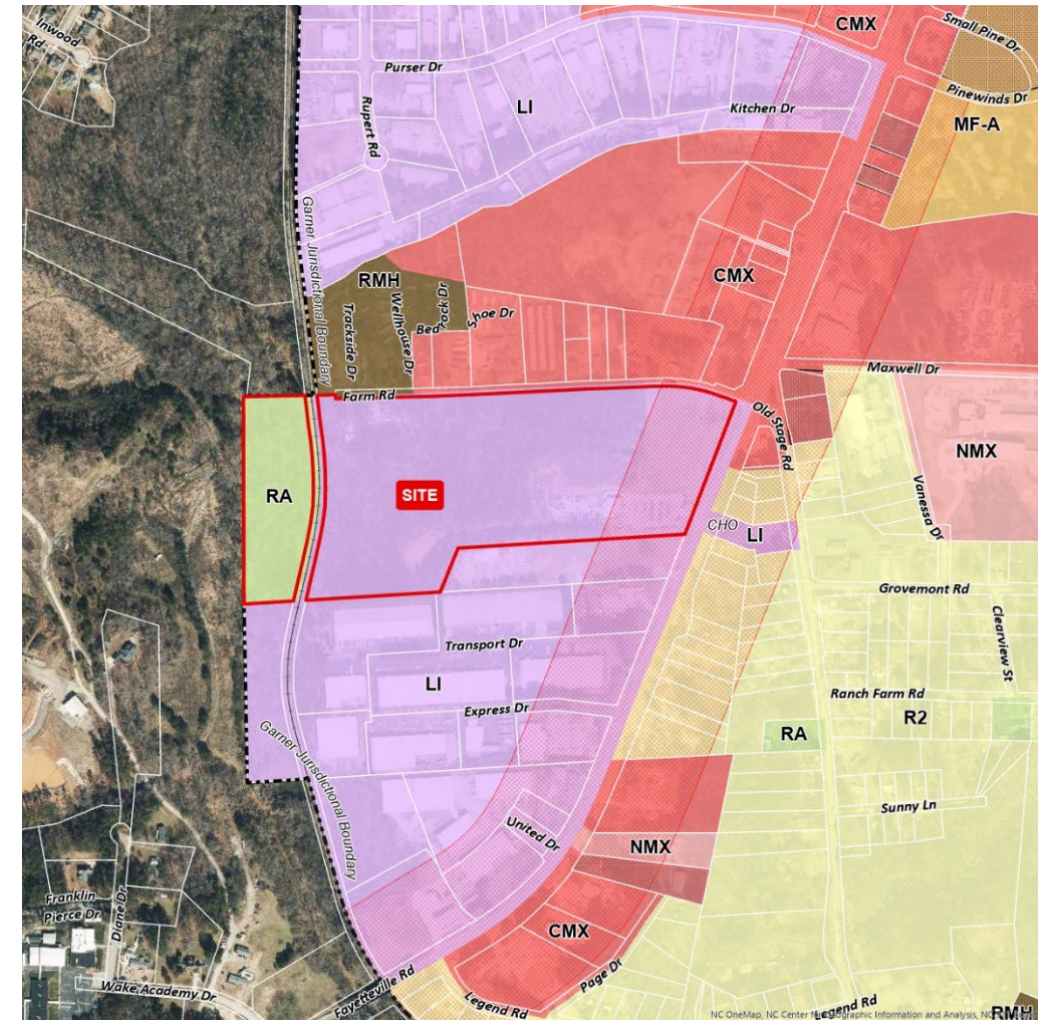 Inwood
Rd
CMX
Small Pine Dr
Purser Dr
Pinewinds Dr
LI
Kitchen Dr
MF-A
Rupert Rd
Garner Jurisdictional Boundary
RMH
CMX
Trackside Dr
Wellhouse Dr
Bedrock Dr
Shoe Dr
Maxwell Dr
Farm Rd
Old Stage Rd
NMX
RA
SITE
Vanessa Dr
CHO
LI
Grovemont Rd
Clearview St
Transport Dr
LI
Ranch Farm Rd
Express Dr
R2
RA
Garner Jurisdictional Boundary
Sunny Ln
United Dr
NMX
Franklin
Pierce Dr
Diane Dr
CMX
Page Dr
Wake Academy Dr
Fayetteville Rd
Legend Rd
Legend Rd
RMH
NC OneMap, NC Center for Geographic Information and Analysis, NC